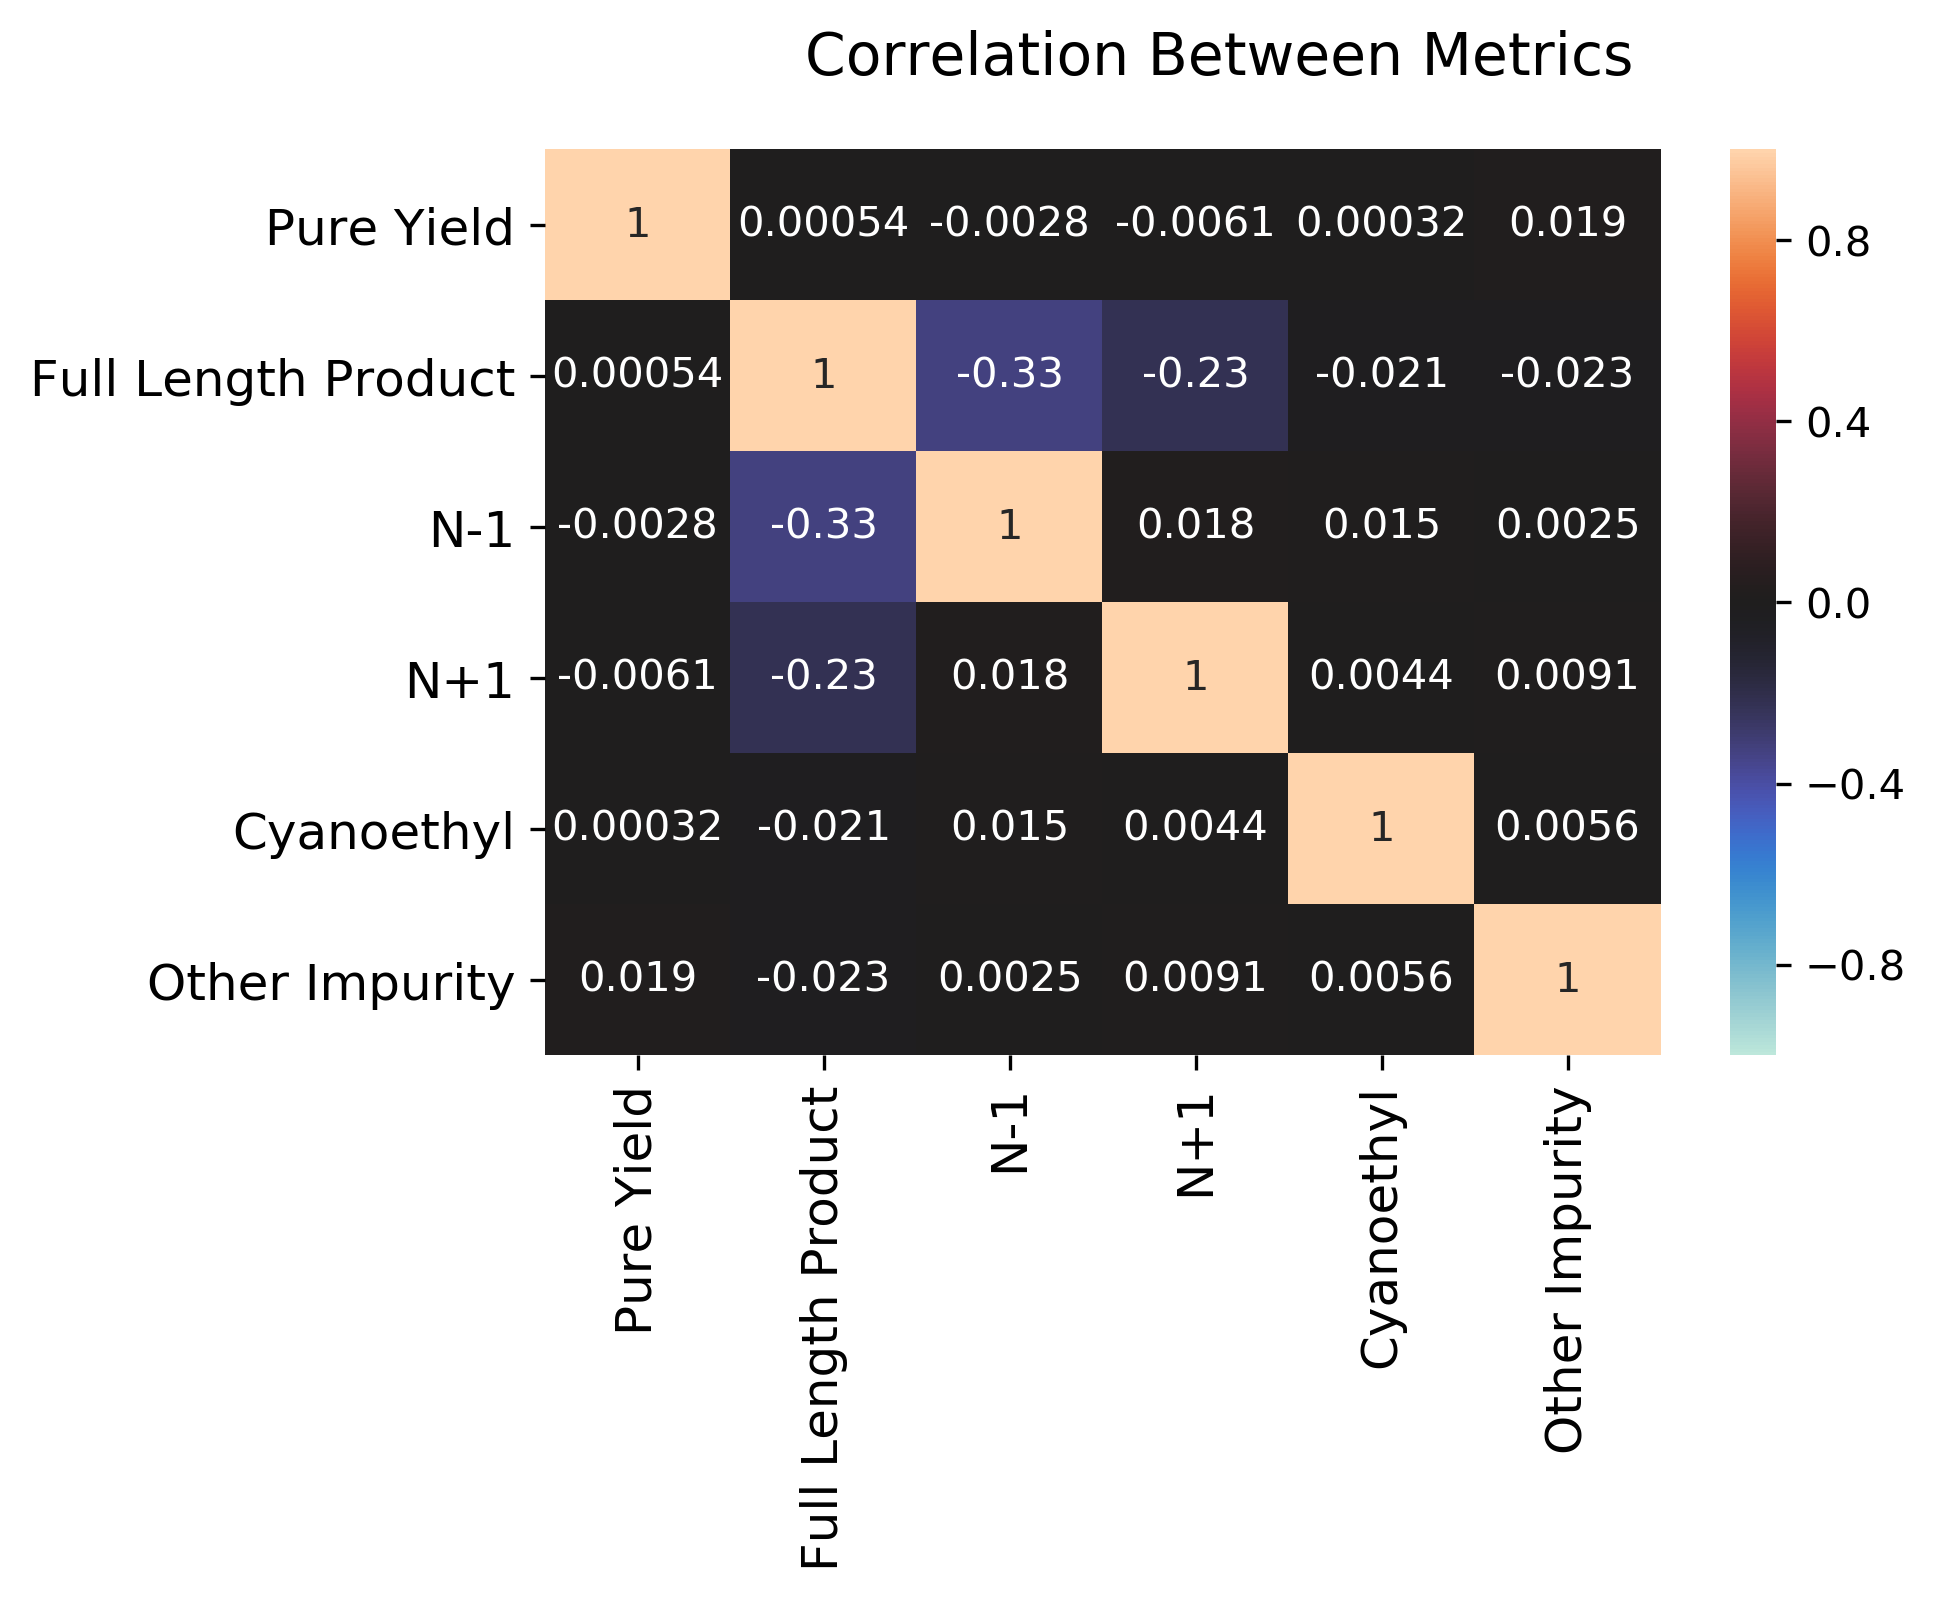 Correlation Between Metrics
Pure Yield 1 0.00054 -0.0028 -0.0061 0.00032 0.019
Full Length Product 0.00054 1 -0.33 -0.23 -0.021 -0.023
N-1 -0.0028 -0.33 1 0.018 0.015 0.0025
N+1 -0.0061 -0.23 0.018 1 0.0044 0.0091
Cyanoethyl 0.00032 -0.021 0.015 0.0044 1 0.0056
Other Impurity 0.019 -0.023 0.0025 0.0091 0.0056 1
Pure Yield
Full Length Product
N-1
N+1
Cyanoethyl
Other Impurity
0.8
0.4
0.0
−0.4
−0.8